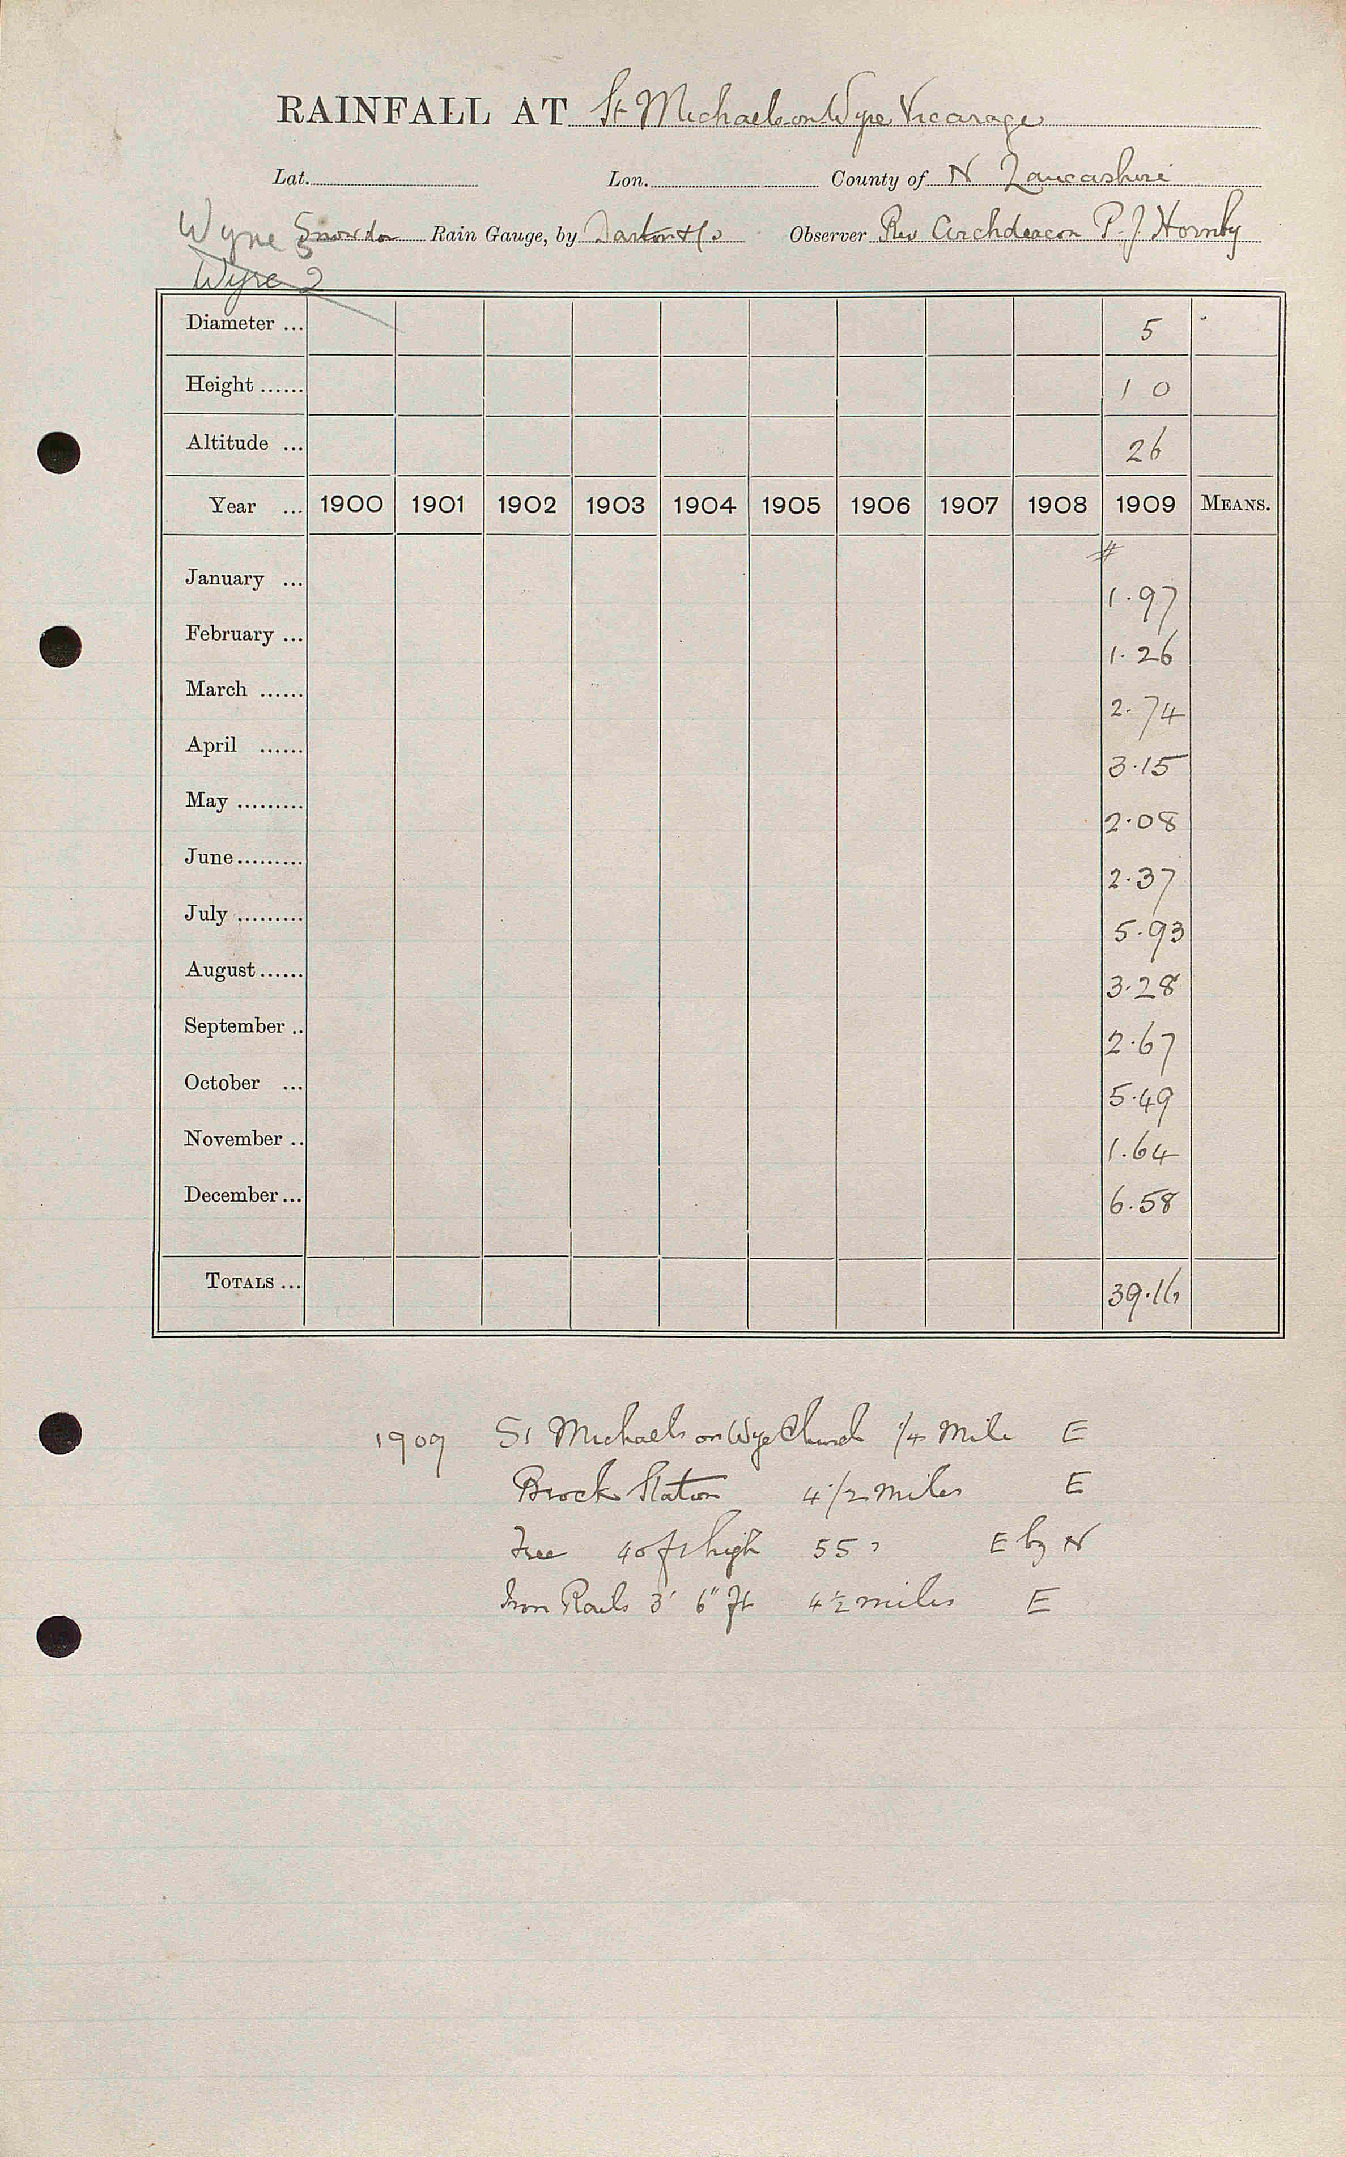 RAINFALL AT St Michaels on Wyre Vicarage
Lat. Lon. County of N Lancashire
Wyre 5 Snowdon Rain Gauge, by Darton & Co Observer Rev Archdeacon P. J Hornby
Wyre 2
Diameter ... 5
Height ...... 1 0
Altitude ... 26
Year ... 1900 1901 1902 1903 1904 1905 1906 1907 1908 1909 MEANS.
#
January ... 1.97
February ... 1.26
March ...... 2.74
April ...... 3.15
May ......... 2.08
June ......... 2.37
July ......... 5.93
August ...... 3.28
September .. 2.67
October ... 5.49
November .. 1.64
December ... 6.58
TOTALS ... 39.16
1909 St Michaels on Wyre Church 1/4 Mile E
Brock Station 4 1/2 miles E
Tree 40 ft high 55 E by N
Iron Rails 3' 6" ft 4 1/2 miles E